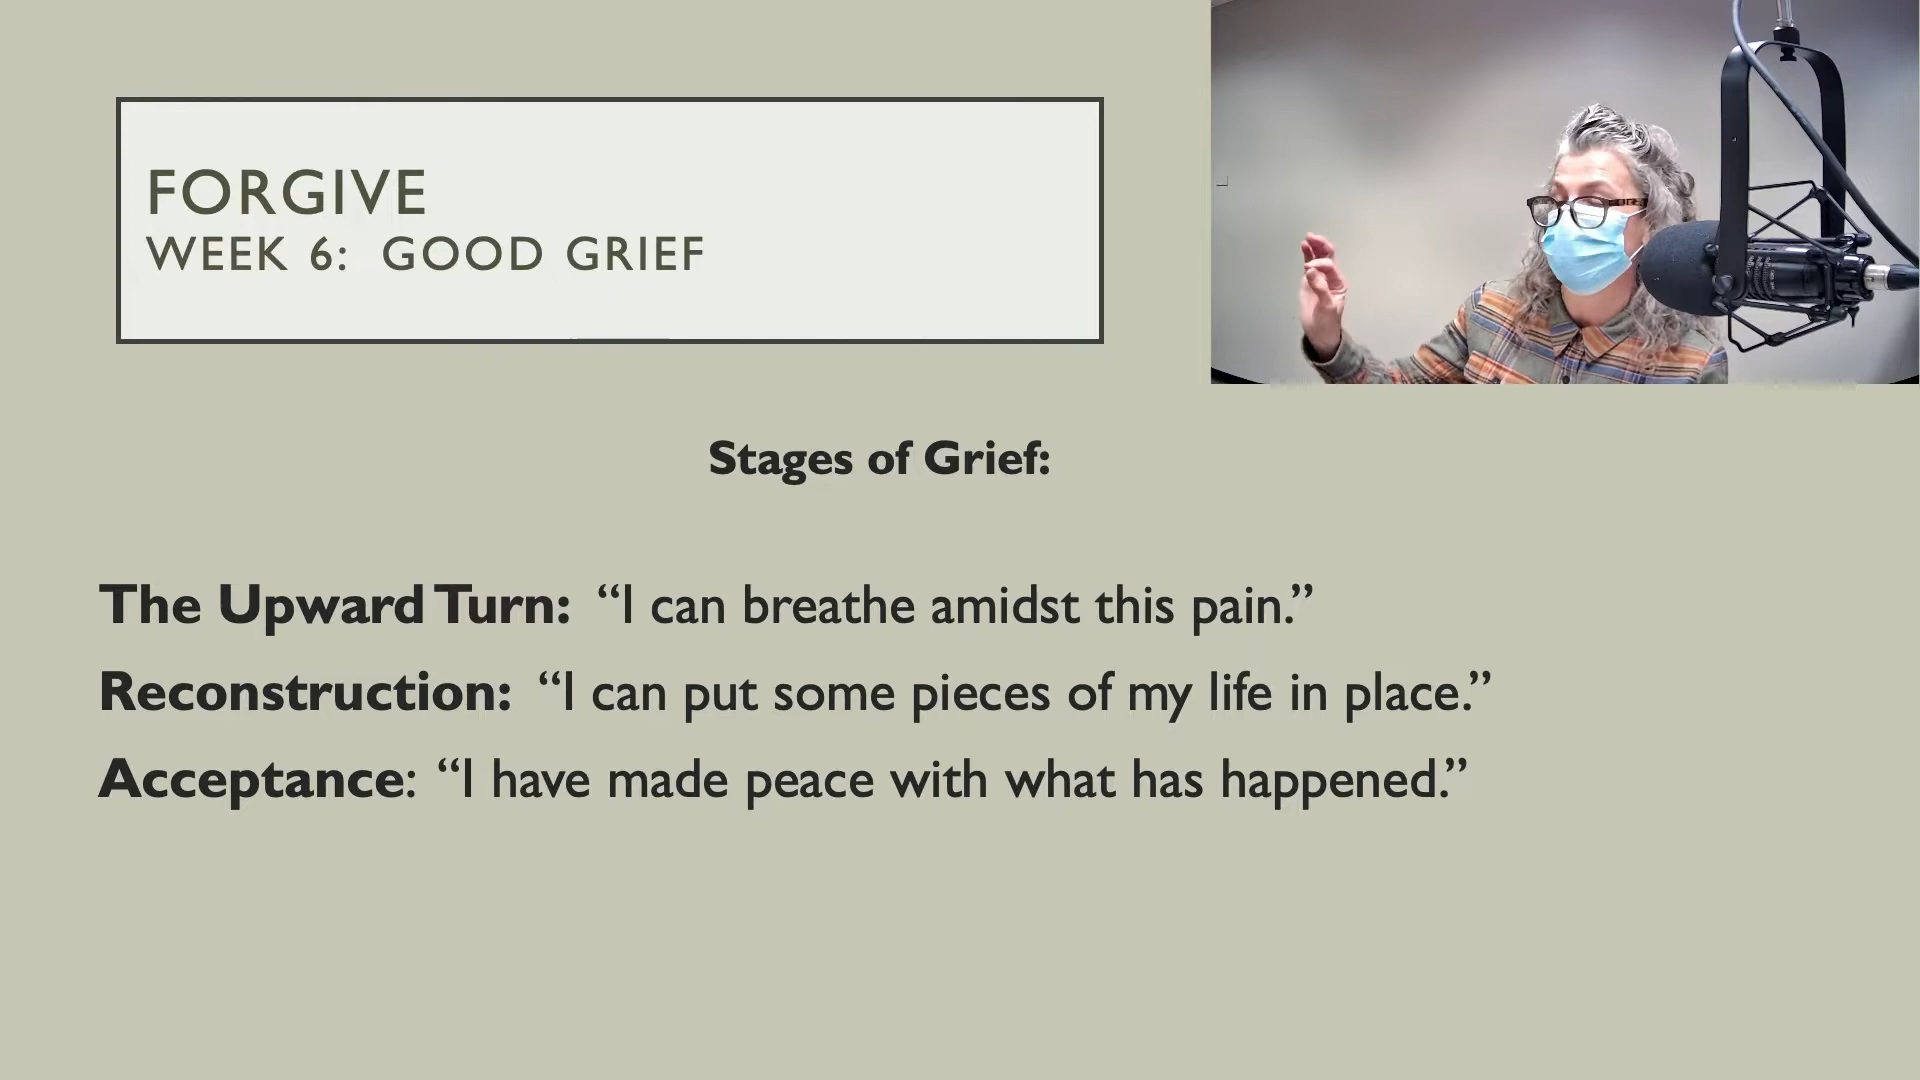 FORGIVE
WEEK 6: GOOD GRIEF
Stages of Grief:
The Upward Turn: “I can breathe amidst this pain.”
Reconstruction: “I can put some pieces of my life in place.”
Acceptance: “I have made peace with what has happened.”